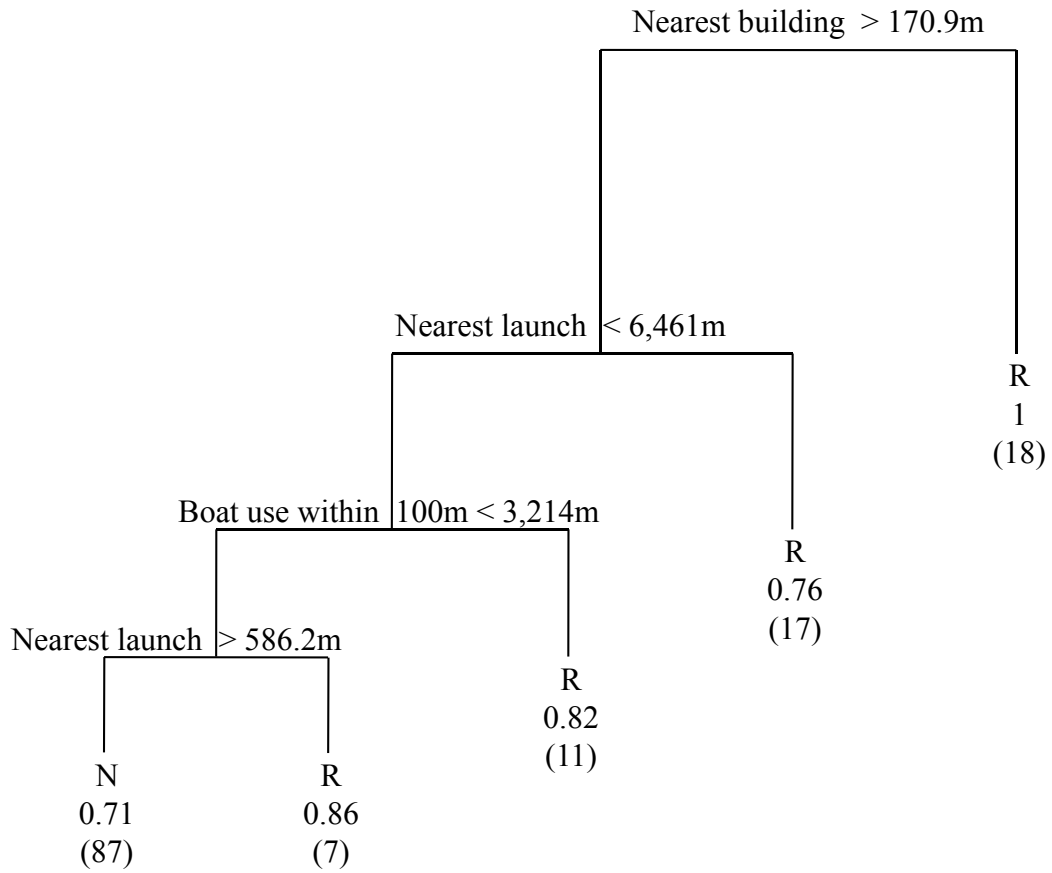 Nearest building > 170.9m
Nearest launch < 6,461m
R
1
(18)
Boat use within 100m < 3,214m
R
0.76
(17)
Nearest launch > 586.2m
R
0.82
(11)
N
0.71
(87)
R
0.86
(7)